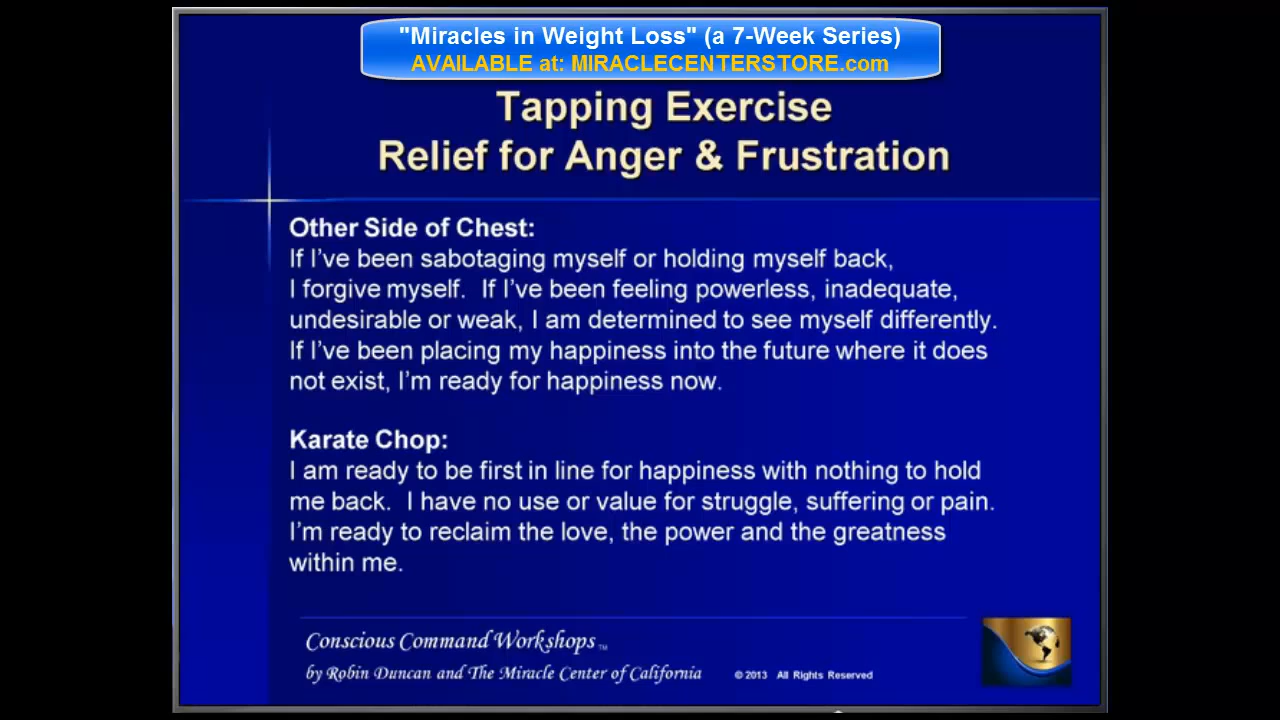 "Miracles in Weight Loss" (a 7-Week Series)
AVAILABLE at: MIRACLECENTERSTORE.com
Tapping Exercise
Relief for Anger & Frustration
Other Side of Chest:
If I’ve been sabotaging myself or holding myself back,
I forgive myself.  If I’ve been feeling powerless, inadequate,
undesirable or weak, I am determined to see myself differently.
If I’ve been placing my happiness into the future where it does
not exist, I’m ready for happiness now.
Karate Chop:
I am ready to be first in line for happiness with nothing to hold
me back.  I have no use or value for struggle, suffering or pain.
I’m ready to reclaim the love, the power and the greatness
within me.
Conscious Command Workshops™
by Robin Duncan and The Miracle Center of California
© 2013 All Rights Reserved